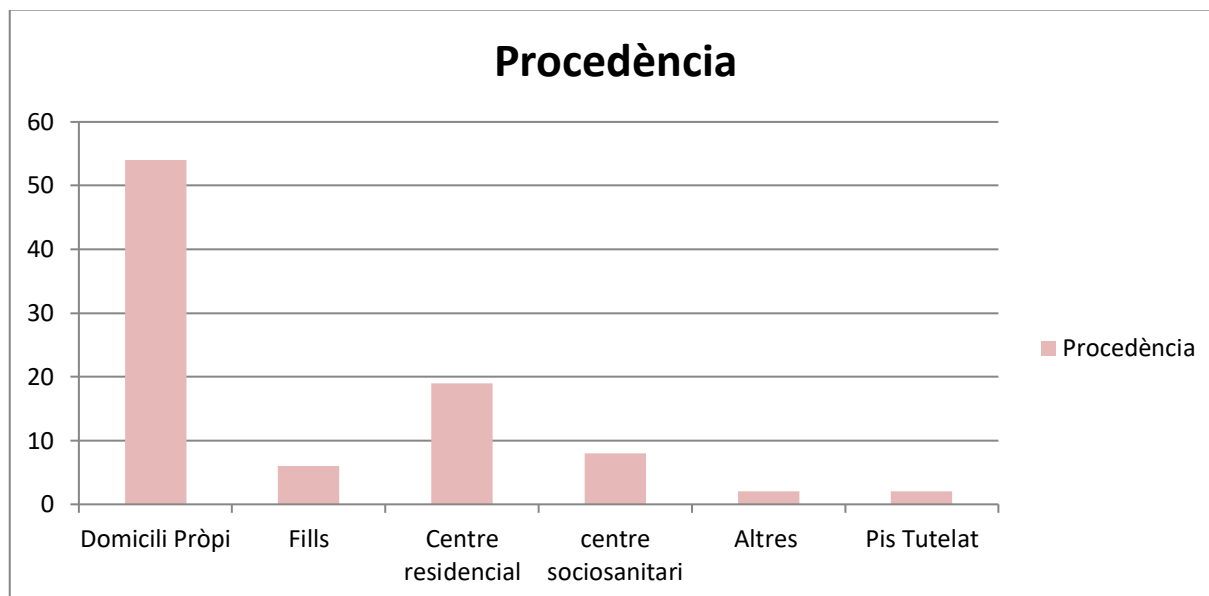 Procedència
60
50
40
30
20
10
0
Domicili Pròpi
Fills
Centre
residencial
centre
sociosanitari
Altres
Pis Tutelat
Procedència